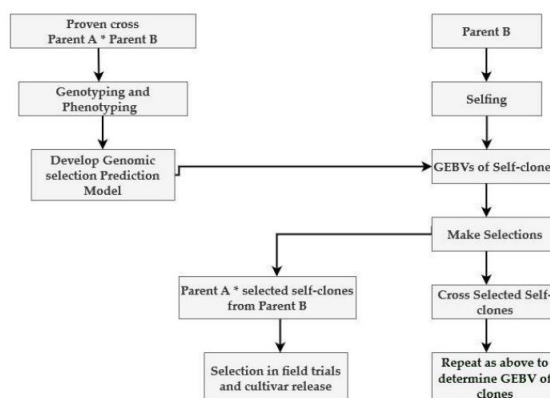 Proven cross
Parent A * Parent B
Genotyping and
Phenotyping
Develop Genomic
selection Prediction
Model
Parent B
Selfing
GEBVs of Self-clone
Make Selections
Parent A * selected self-clones
from Parent B
Cross Selected Self-
clones
Selection in field trials
and cultivar release
Repeat as above to
determine GEBV of
clones